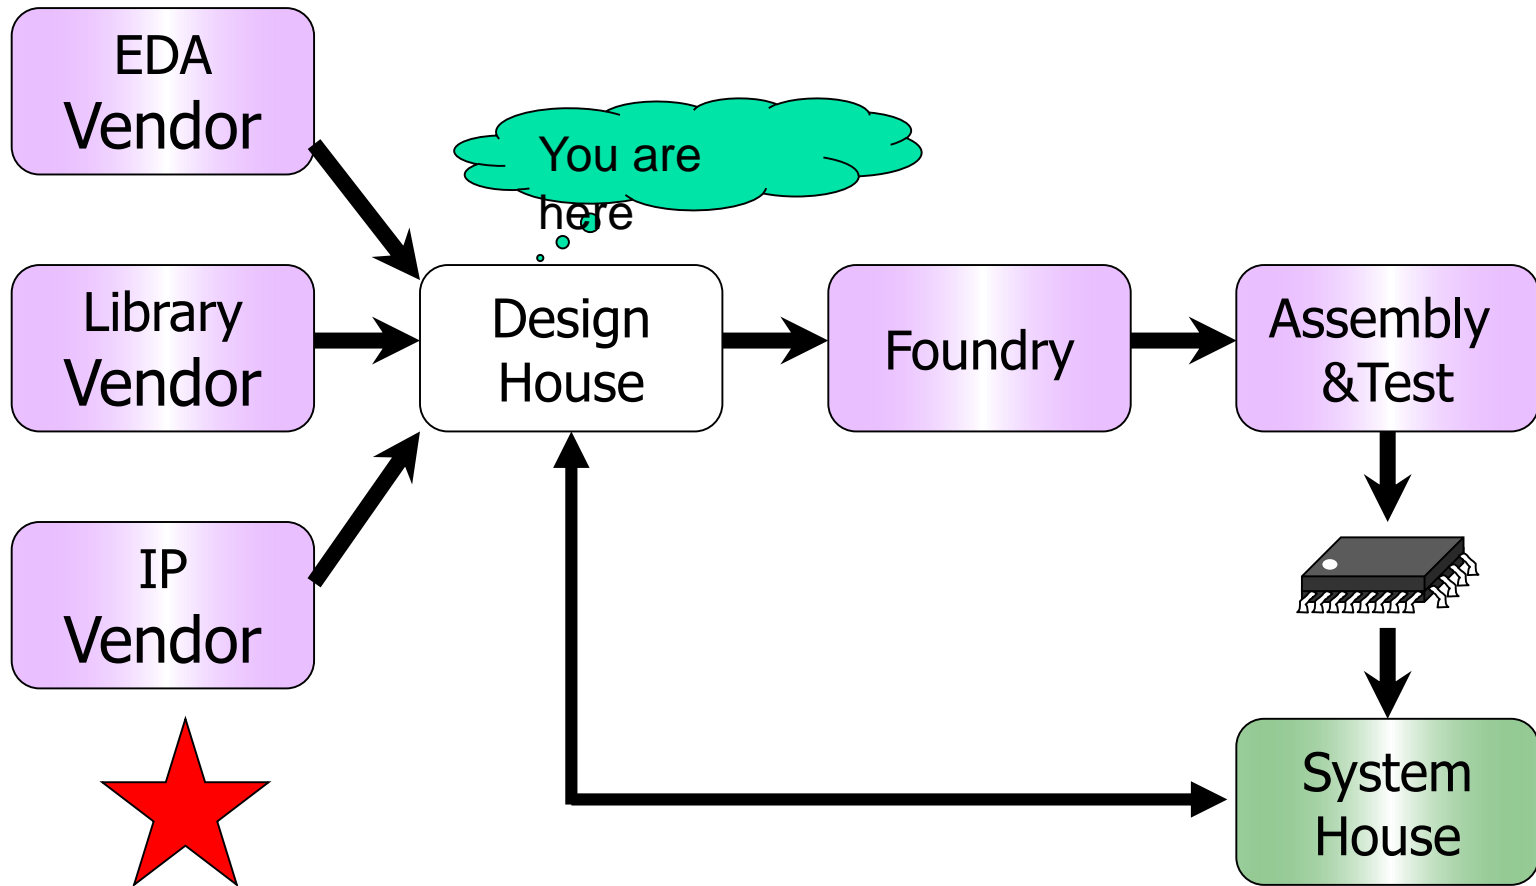 EDA
Vendor
You are
here
Library
Vendor
Design
House
Foundry
Assembly
&Test
IP
Vendor
System
House